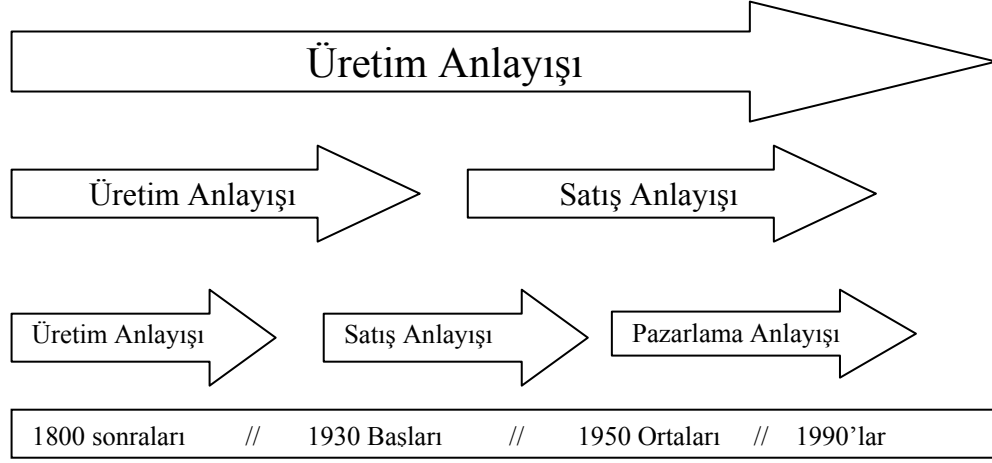 Üretim Anlayışı
Üretim Anlayışı Satış Anlayışı
Üretim Anlayışı Satış Anlayışı Pazarlama Anlayışı
1800 sonraları // 1930 Başları // 1950 Ortaları // 1990’lar